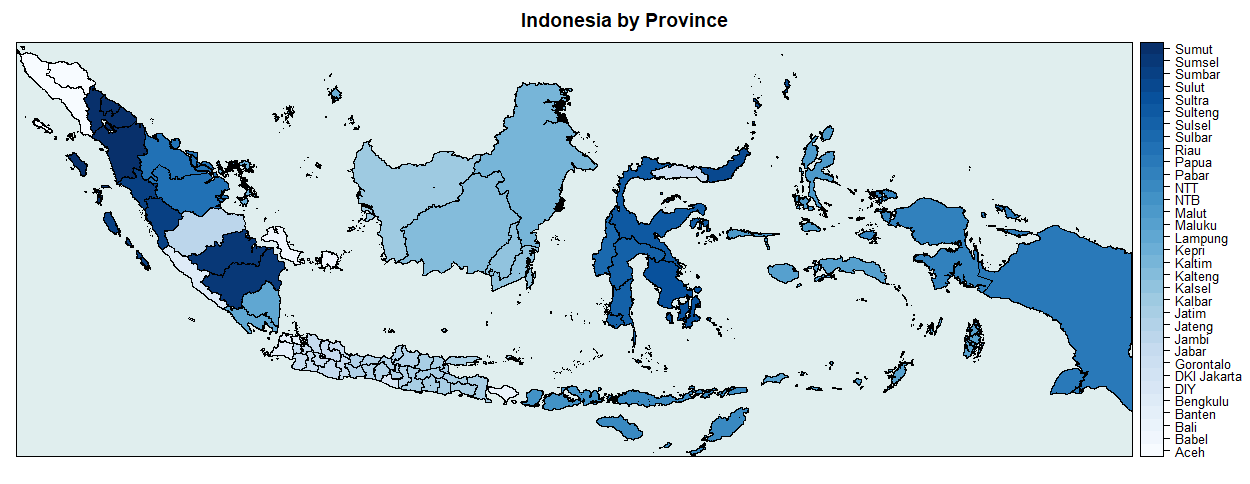 Indonesia by Province
Sumut
Sumsel
Sumbar
Sulut
Sultra
Sulteng
Sulsel
Sulbar
Riau
Papua
Pabar
NTT
NTB
Malut
Maluku
Lampung
Kepri
Kaltim
Kalteng
Kalsel
Kalbar
Jatim
Jateng
Jambi
Jabar
Gorontalo
DKI Jakarta
DIY
Bengkulu
Banten
Bali
Babel
Aceh